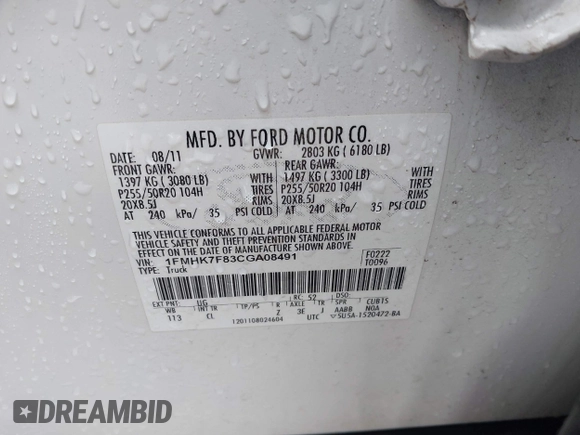 MFD. BY FORD MOTOR CO.
DATE: 08/11 GVWR: 2803 KG ( 6180 LB)
FRONT GAWR: REAR GAWR:
1397 KG ( 3080 LB) WITH 1497 KG ( 3300 LB) WITH
P255/50R20 104H TIRES P255/50R20 104H TIRES
20X8.5J RIMS 20X8.5J RIMS
AT 240 kPa/ 35 PSI COLD AT 240 kPa/ 35 PSI COLD
THIS VEHICLE CONFORMS TO ALL APPLICABLE FEDERAL MOTOR
VEHICLE SAFETY AND THEFT PREVENTION STANDARDS IN EFFECT ON THE
DATE OF MANUFACTURE SHOWN ABOVE.
VIN: 1FMHK7F83CGA08491 F0222
TYPE: Truck T0096
EXT PNT: UG RC: 52 DSO:
WB INT TR TP/PS R AXLE TR SPR CUBTS
113 CL Z 3E J AABB NOA
1201108024604 UTC 5U5A-1520472-BA
DREAMBID